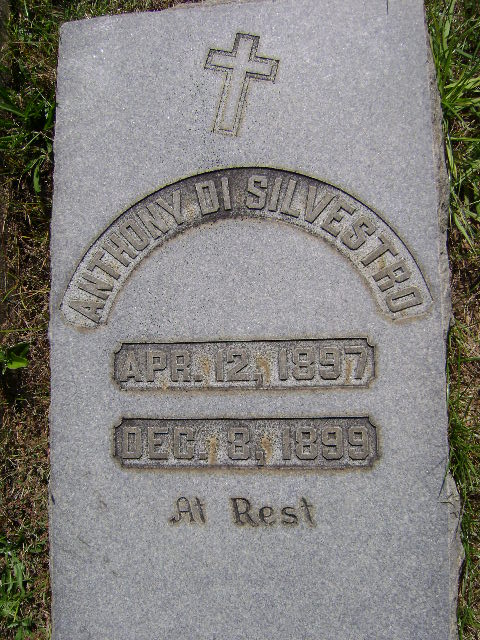 ANTHONY DI SILVESTRO
APR. 12, 1897
DEC. 8, 1899
At Rest